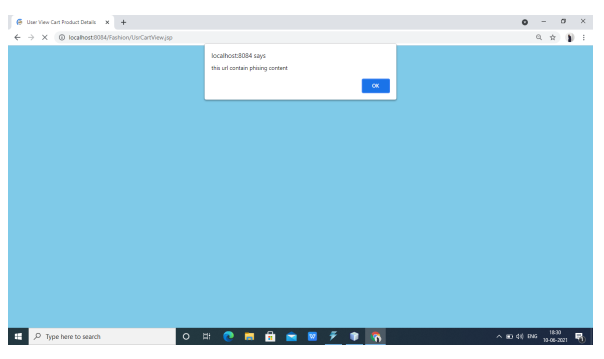 User View Cart Product Details
localhost:8084/Fashion/UsrCartView.jsp
localhost:8084 says
this url contain phising content
OK
Type here to search
ENG
18:30
16-06-2021